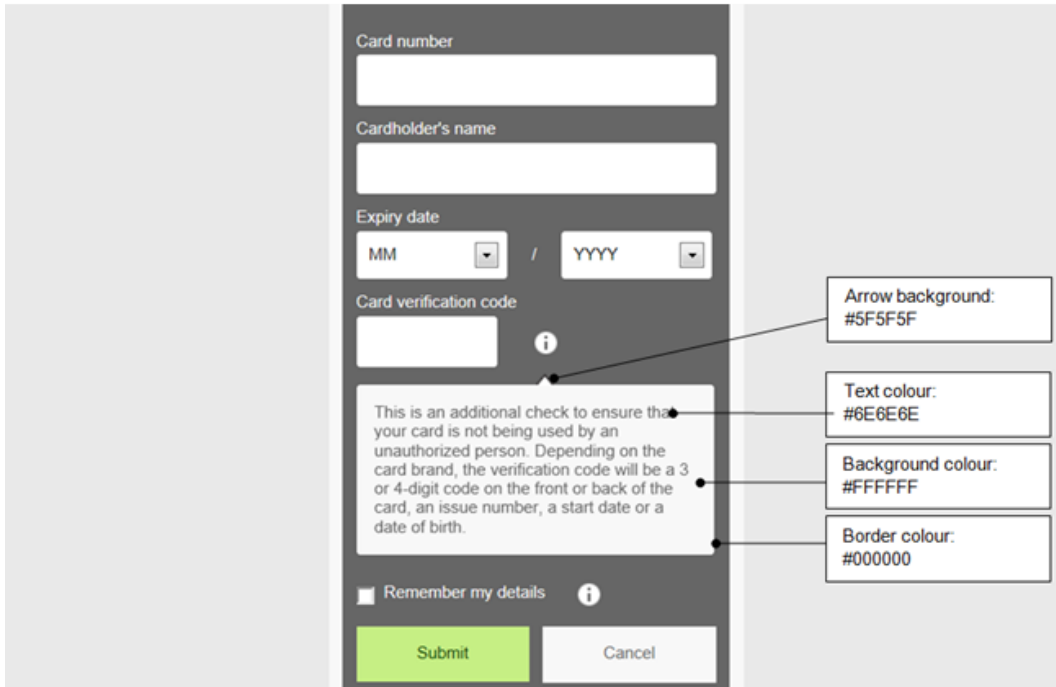 Card number
Cardholder's name
Expiry date
MM / YYYY
Card verification code
Arrow background:
#5F5F5F
This is an additional check to ensure that
your card is not being used by an
unauthorized person. Depending on the
card brand, the verification code will be a 3
or 4-digit code on the front or back of the
card, an issue number, a start date or a
date of birth.
Text colour:
#6E6E6E
Background colour:
#FFFFFF
Border colour:
#000000
Remember my details
Submit Cancel